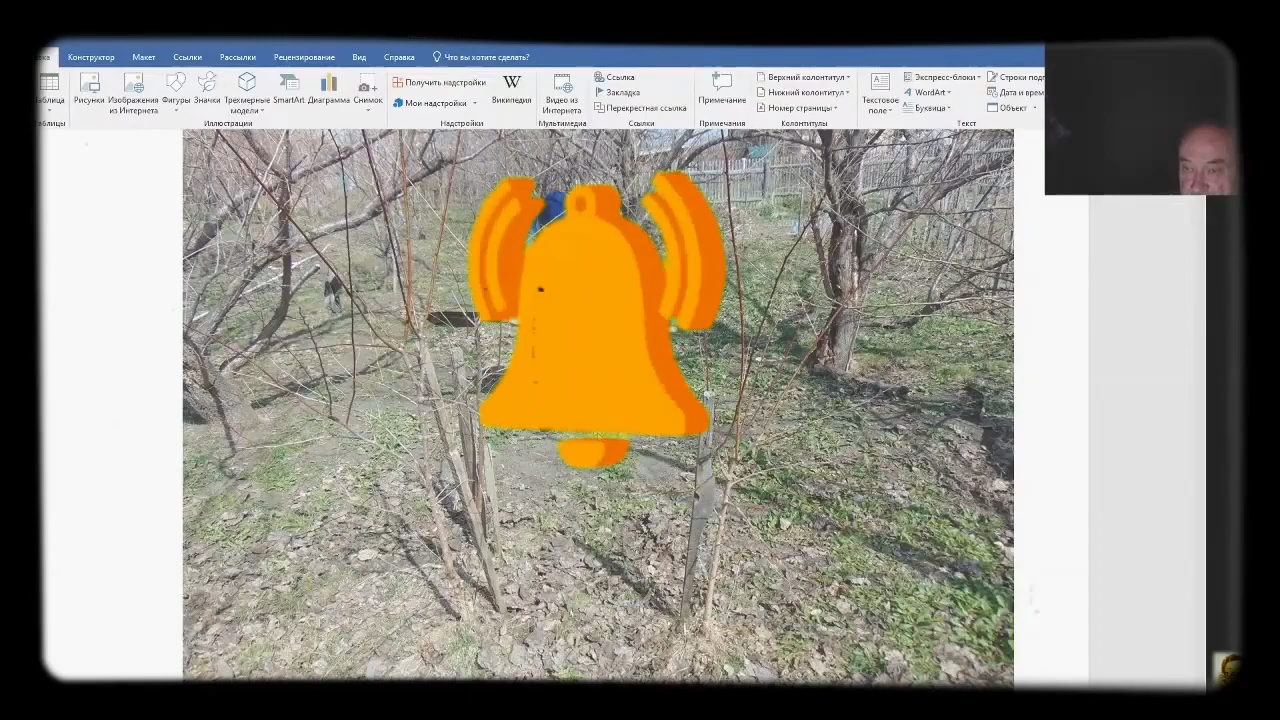 Конструктор Макет Ссылки Рассылки Рецензирование Вид Справка Что вы хотите сделать?
Рисунки
Изображения из Интернета
Фигуры
Значки
Трехмерные модели
SmartArt
Диаграмма
Снимок
Иллюстрации
Получить надстройки
Мои надстройки
Википедия
Надстройки
Видео из Интернета
Мультимедиа
Ссылка
Закладка
Перекрестная ссылка
Ссылки
Примечание
Примечания
Верхний колонтитул
Нижний колонтитул
Номер страницы
Колонтитулы
Текстовое поле
Экспресс-блоки
WordArt
Буквица
Дата и
Объект
Текст